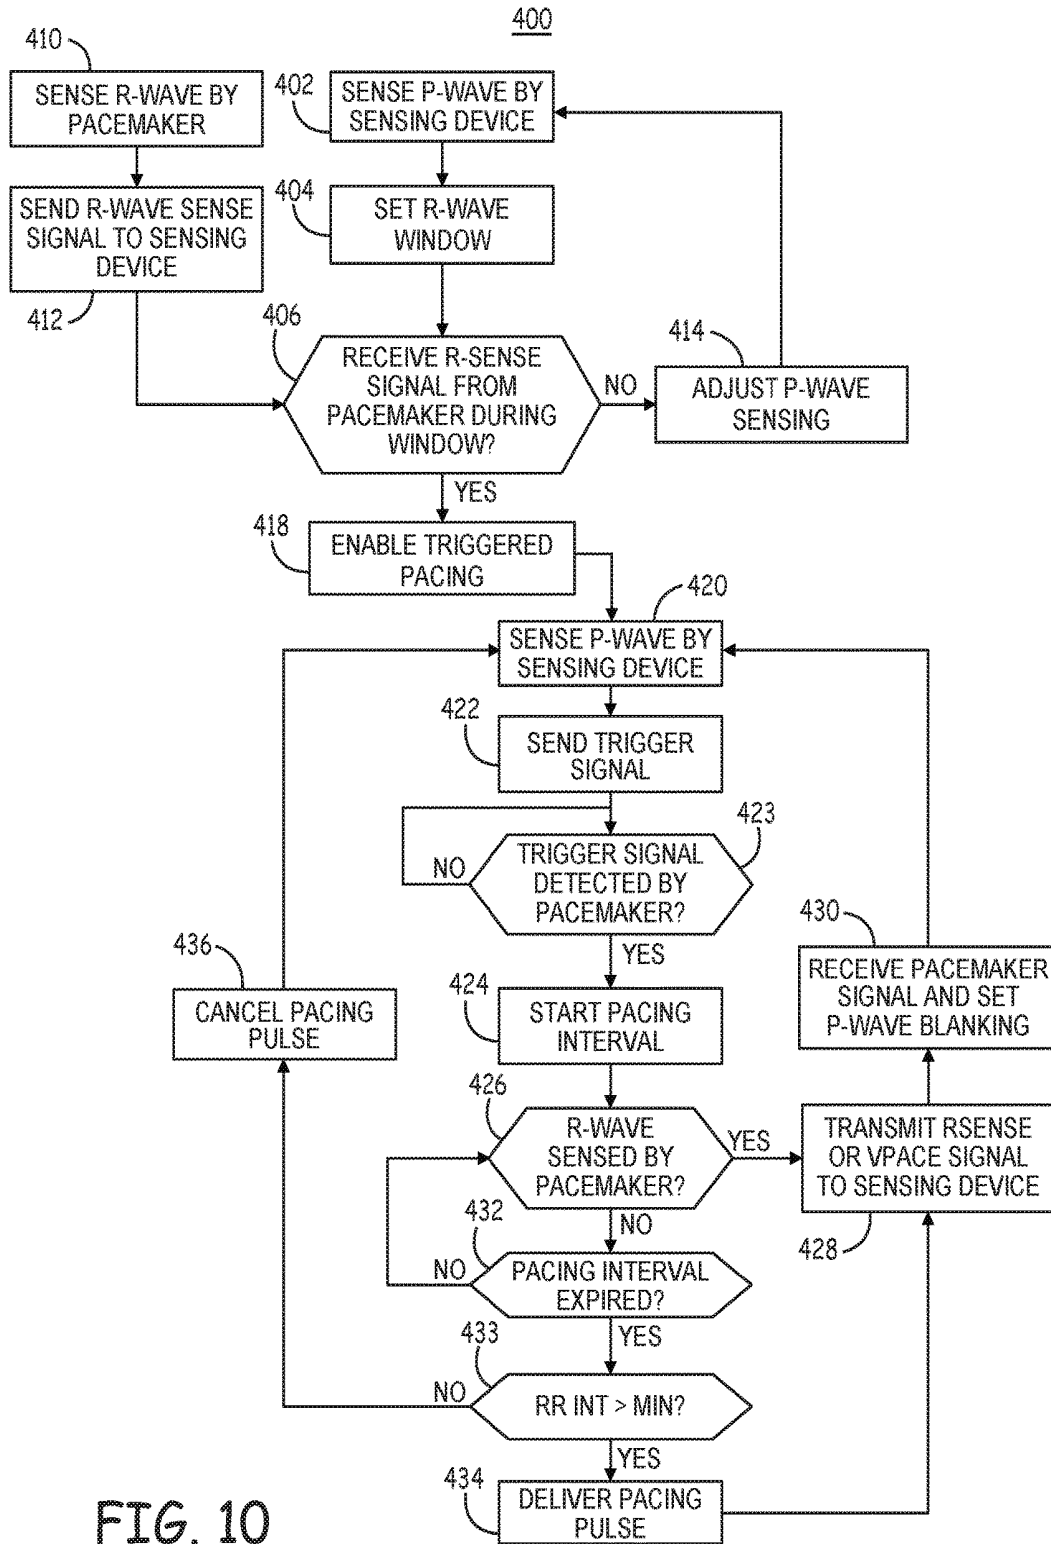 400
410
SENSE R-WAVE BY
PACEMAKER
402
SENSE P-WAVE BY
SENSING DEVICE
SEND R-WAVE SENSE
SIGNAL TO SENSING
DEVICE
412
404
SET R-WAVE
WINDOW
406
RECEIVE R-SENSE
SIGNAL FROM
PACEMAKER DURING
WINDOW?
NO
414
ADJUST P-WAVE
SENSING
YES
418
ENABLE TRIGGERED
PACING
420
SENSE P-WAVE BY
SENSING DEVICE
422
SEND TRIGGER
SIGNAL
423
TRIGGER SIGNAL
DETECTED BY
PACEMAKER?
NO
YES
436
CANCEL PACING
PULSE
424
START PACING
INTERVAL
430
RECEIVE PACEMAKER
SIGNAL AND SET
P-WAVE BLANKING
426
R-WAVE
SENSED BY
PACEMAKER?
YES
TRANSMIT RSENSE
OR VPACE SIGNAL
TO SENSING DEVICE
428
NO
432
PACING INTERVAL
EXPIRED?
NO
YES
433
RR INT > MIN?
NO
YES
434
DELIVER PACING
PULSE
FIG. 10